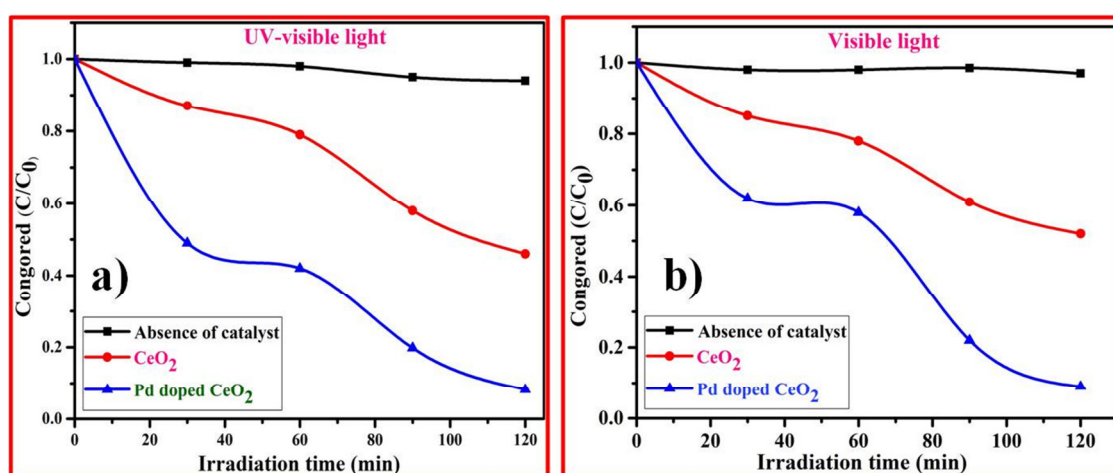 UV-visible light
Congored (C/C0)
1.0
0.8
0.6
0.4
0.2
0.0
a)
Absence of catalyst
CeO2
Pd doped CeO2
0 20 40 60 80 100 120
Irradiation time (min)
Visible light
Congored (C/C0)
1.0
0.8
0.6
0.4
0.2
0.0
b)
Absence of catalyst
CeO2
Pd doped CeO2
0 20 40 60 80 100 120
Irradiation time (min)